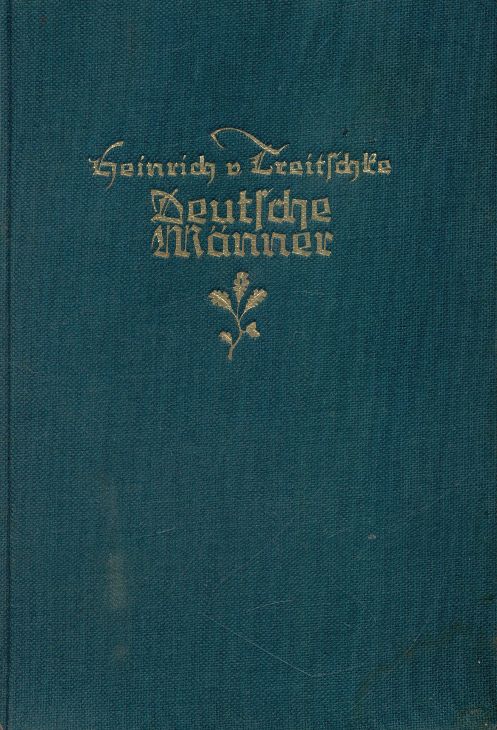 Heinrich v Treitschke
Deutsche
Männer